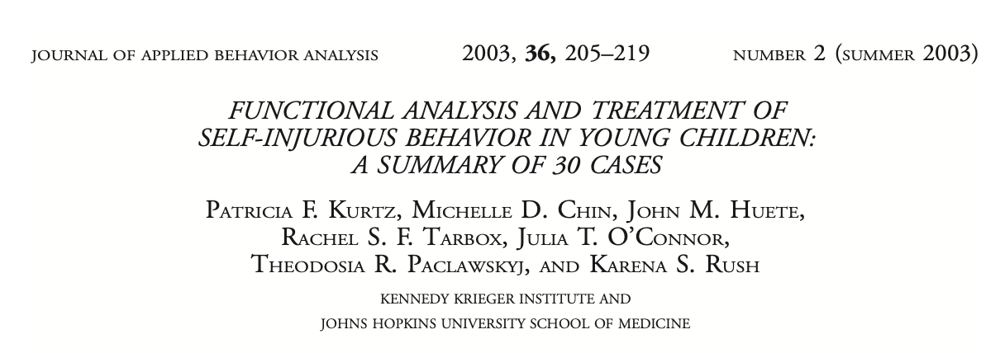 JOURNAL OF APPLIED BEHAVIOR ANALYSIS 2003, 36, 205–219 NUMBER 2 (SUMMER 2003)
FUNCTIONAL ANALYSIS AND TREATMENT OF
SELF-INJURIOUS BEHAVIOR IN YOUNG CHILDREN:
A SUMMARY OF 30 CASES
Patricia F. Kurtz, Michelle D. Chin, John M. Huete,
Rachel S. F. Tarbox, Julia T. O’Connor,
Theodosia R. Paclawskyj, and Karena S. Rush
KENNEDY KRIEGER INSTITUTE AND
JOHNS HOPKINS UNIVERSITY SCHOOL OF MEDICINE